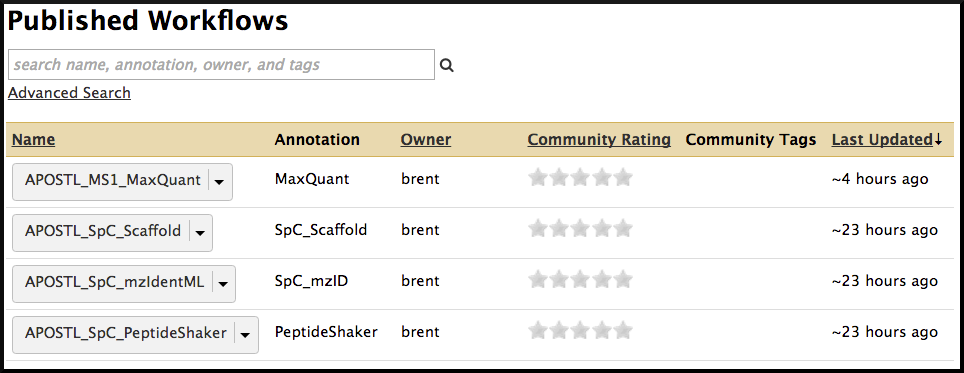 Published Workflows
search name, annotation, owner, and tags
Advanced Search
Name Annotation Owner Community Rating Community Tags Last Updated↓
APOSTL_MS1_MaxQuant MaxQuant brent ~4 hours ago
APOSTL_SpC_Scaffold SpC_Scaffold brent ~23 hours ago
APOSTL_SpC_mzIdentML SpC_mzID brent ~23 hours ago
APOSTL_SpC_PeptideShaker PeptideShaker brent ~23 hours ago